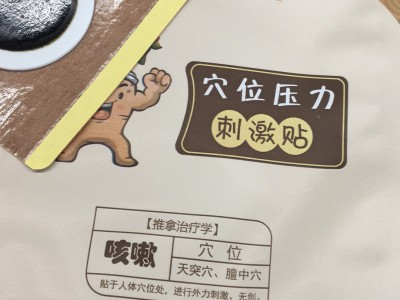 穴位压力
刺激贴
【推拿治疗学】
咳嗽
穴位
天突穴、膻中穴
贴于人体穴位处，进行外力刺激，无创，